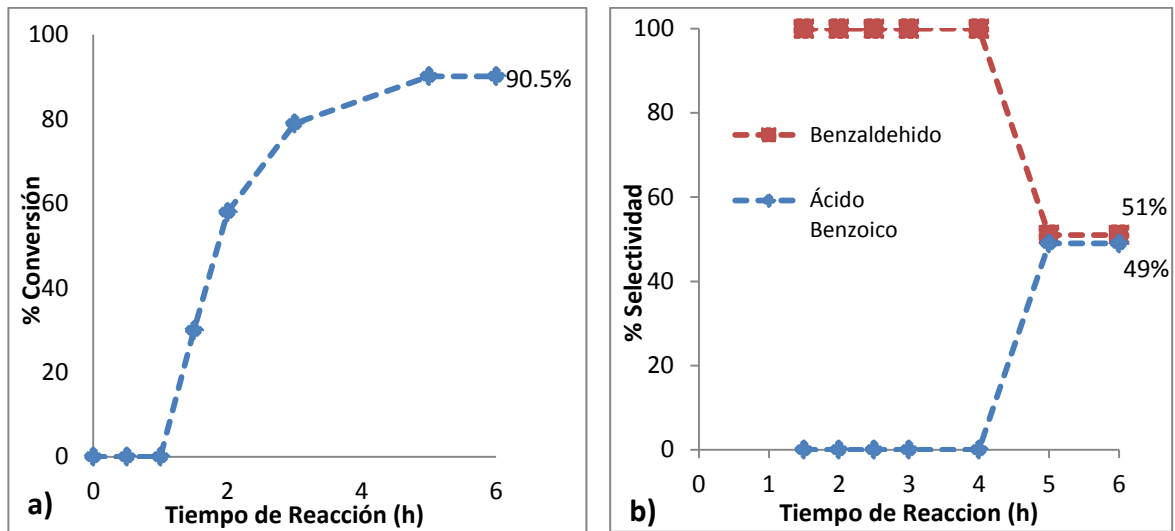 100
80
60
40
20
0
% Conversión
0
2
4
6
Tiempo de Reacción (h)
90.5%
a)
100
80
60
40
20
0
% Selectividad
Benzaldehido
Ácido
Benzoico
51%
49%
0
1
2
3
4
5
6
Tiempo de Reaccion (h)
b)